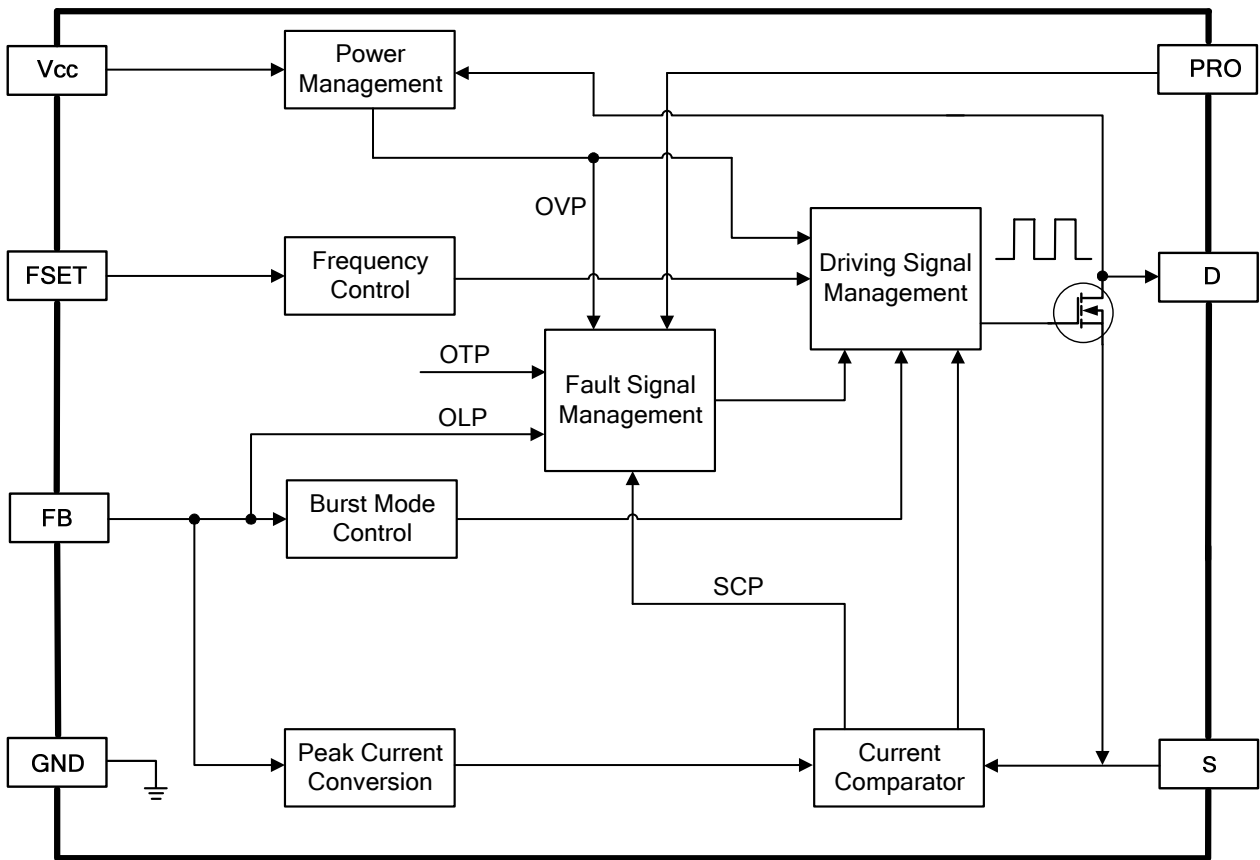 Vcc
Power
Management
PRO
OVP
FSET
Frequency
Control
Driving Signal
Management
D
OTP
Fault Signal
Management
OLP
FB
Burst Mode
Control
SCP
GND
Peak Current
Conversion
Current
Comparator
S